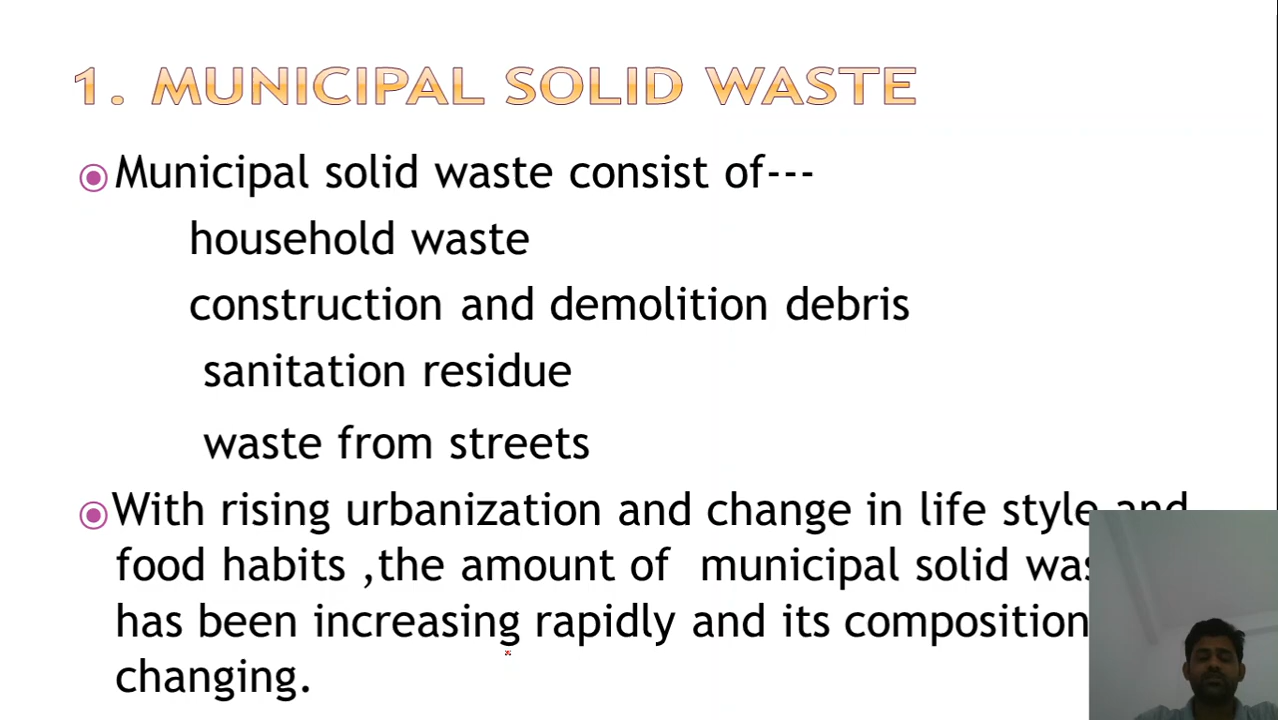 1. MUNICIPAL SOLID WASTE
Municipal solid waste consist of---
household waste
construction and demolition debris
sanitation residue
waste from streets
With rising urbanization and change in life style and
food habits ,the amount of municipal solid
has been increasing rapidly and its composition
changing.